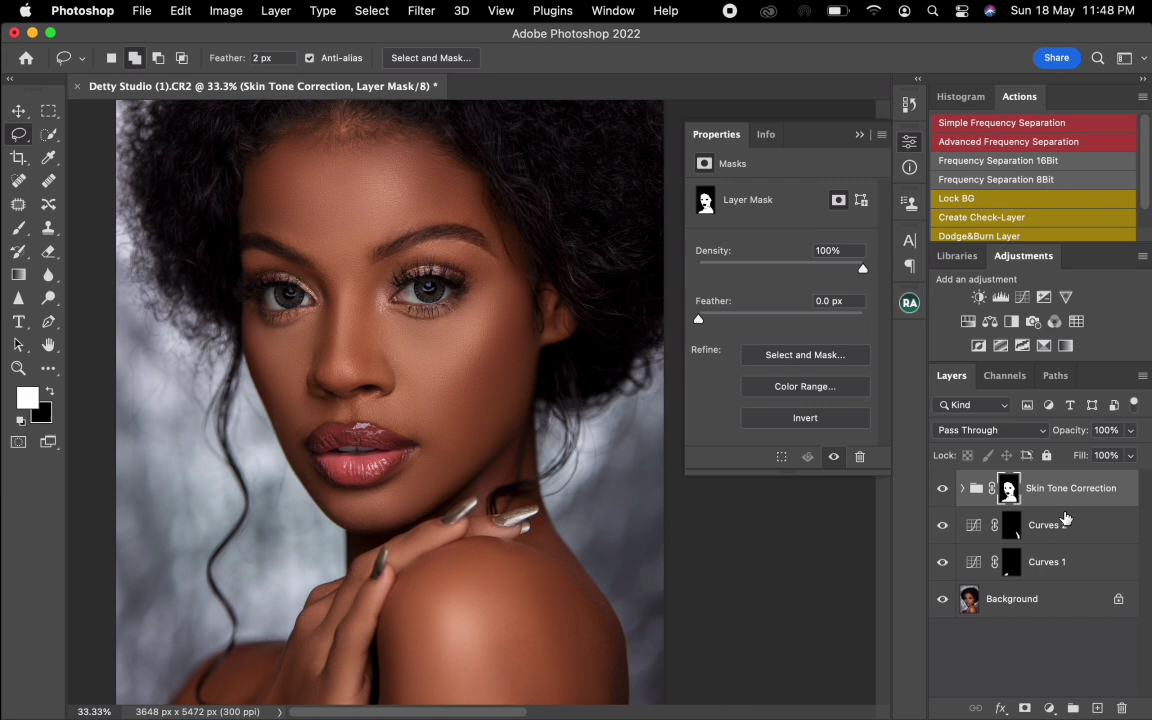 Photoshop File Edit Image Layer Type Select Filter 3D View Plugins Window Help Sun 18 May 11:48 PM
Adobe Photoshop 2022
Feather: 2 px Anti-alias Select and Mask... Share
Detty Studio (1).CR2 @ 33.3% (Skin Tone Correction, Layer Mask/8) *
Histogram Actions
Simple Frequency Separation
Advanced Frequency Separation
Frequency Separation 16Bit
Frequency Separation 8Bit
Lock BG
Create Check-Layer
Dodge&Burn Layer
Properties Info
Masks
Layer Mask
Density: 100%
Feather: 0.0 px
Refine: Select and Mask...
Color Range...
Invert
A
RA
Libraries Adjustments
Add an adjustment
Layers Channels Paths
Kind
Pass Through Opacity: 100%
Lock: Fill: 100%
Skin Tone Correction
Curves
Curves 1
Background
33.33% 3648 px x 5472 px (300 ppi)
fx